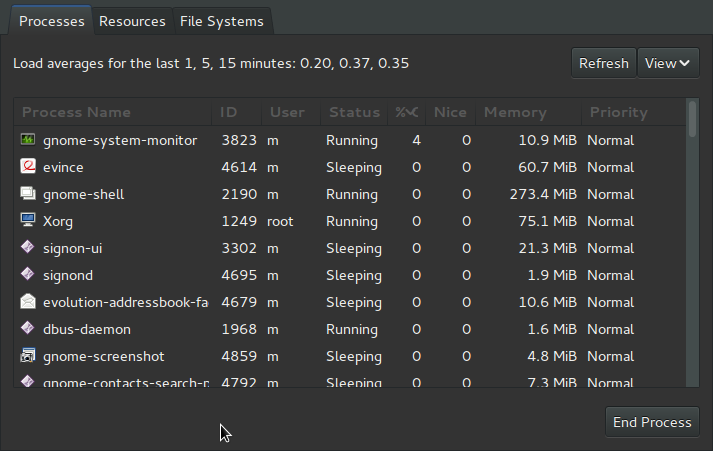 Processes Resources File Systems
Load averages for the last 1, 5, 15 minutes: 0.20, 0.37, 0.35 Refresh View
Process Name ID User Status % Nice Memory Priority
gnome-system-monitor 3823 m Running 4 0 10.9 MiB Normal
evince 4614 m Sleeping 0 0 60.7 MiB Normal
gnome-shell 2190 m Running 0 0 273.4 MiB Normal
Xorg 1249 root Running 0 0 75.1 MiB Normal
signon-ui 3302 m Sleeping 0 0 21.3 MiB Normal
signond 4695 m Sleeping 0 0 1.9 MiB Normal
evolution-addressbook-fa 4679 m Sleeping 0 0 10.6 MiB Normal
dbus-daemon 1968 m Running 0 0 1.6 MiB Normal
gnome-screenshot 4859 m Sleeping 0 0 4.8 MiB Normal
gnome-contacts-search-p 4792 m Sleeping 0 0 7.3 MiB Normal
End Process